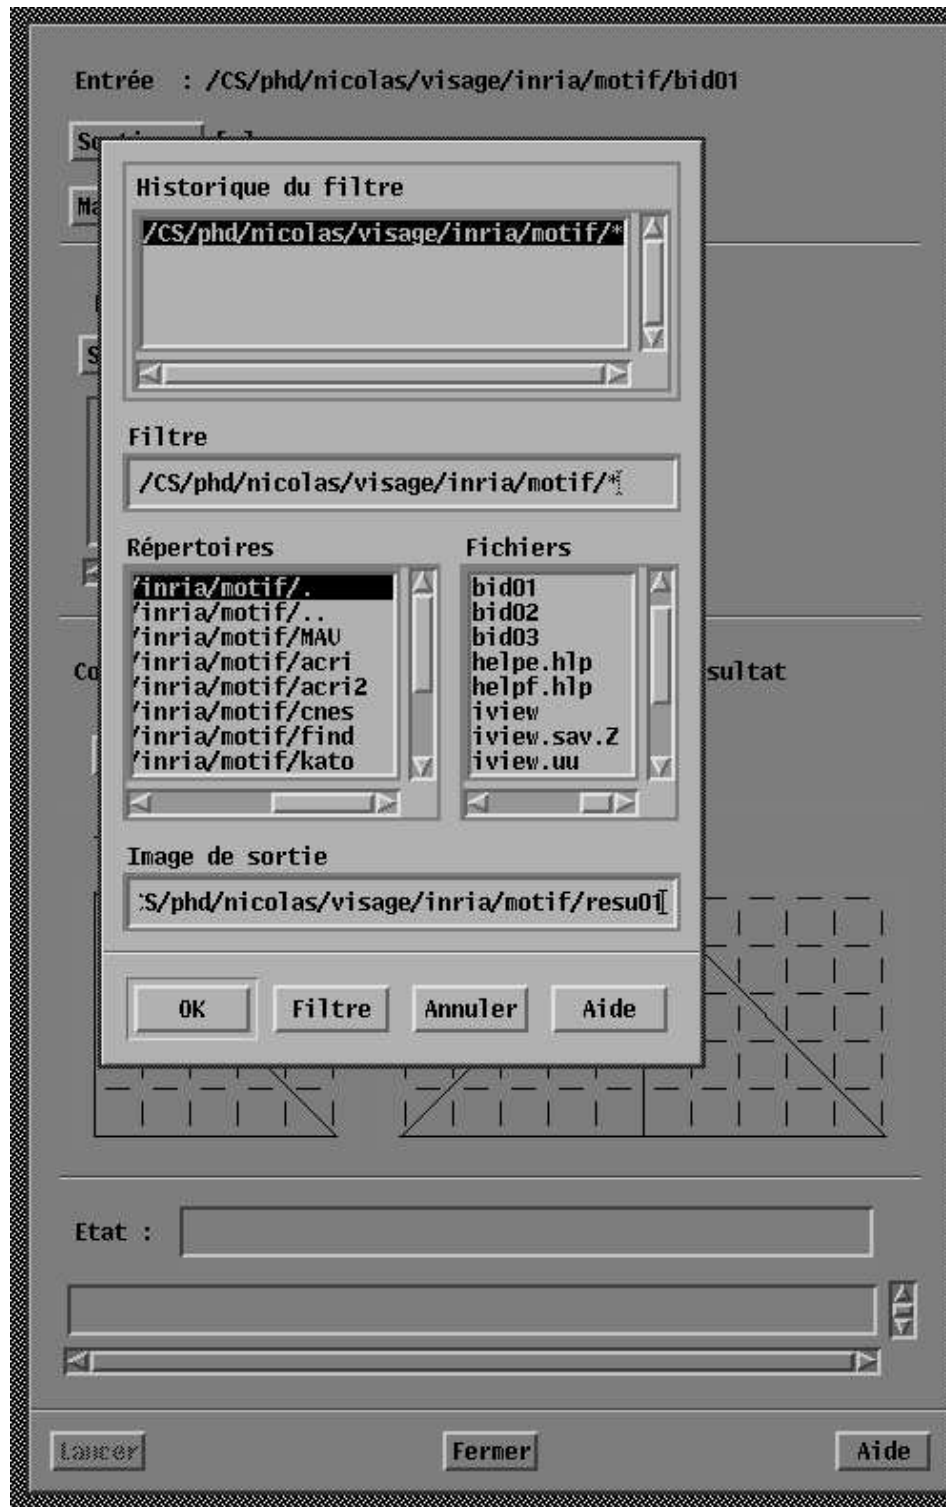 Entrée : /CS/phd/nicolas/visage/inria/motif/bid01
Historique du filtre
/CS/phd/nicolas/visage/inria/motif/*
Filtre
/CS/phd/nicolas/visage/inria/motif/*
Répertoires
/inria/motif/.
/inria/motif/..
/inria/motif/MAU
/inria/motif/acri
/inria/motif/acri2
/inria/motif/cnes
/inria/motif/find
/inria/motif/kato
Fichiers
bid01
bid02
bid03
helpe.hlp
helpf.hlp
iview
iview.sav.Z
iview.uu
Co
sultat
Image de sortie
S/phd/nicolas/visage/inria/motif/resu01
OK Filtre Annuler Aide
Etat :
Lancer Fermer Aide